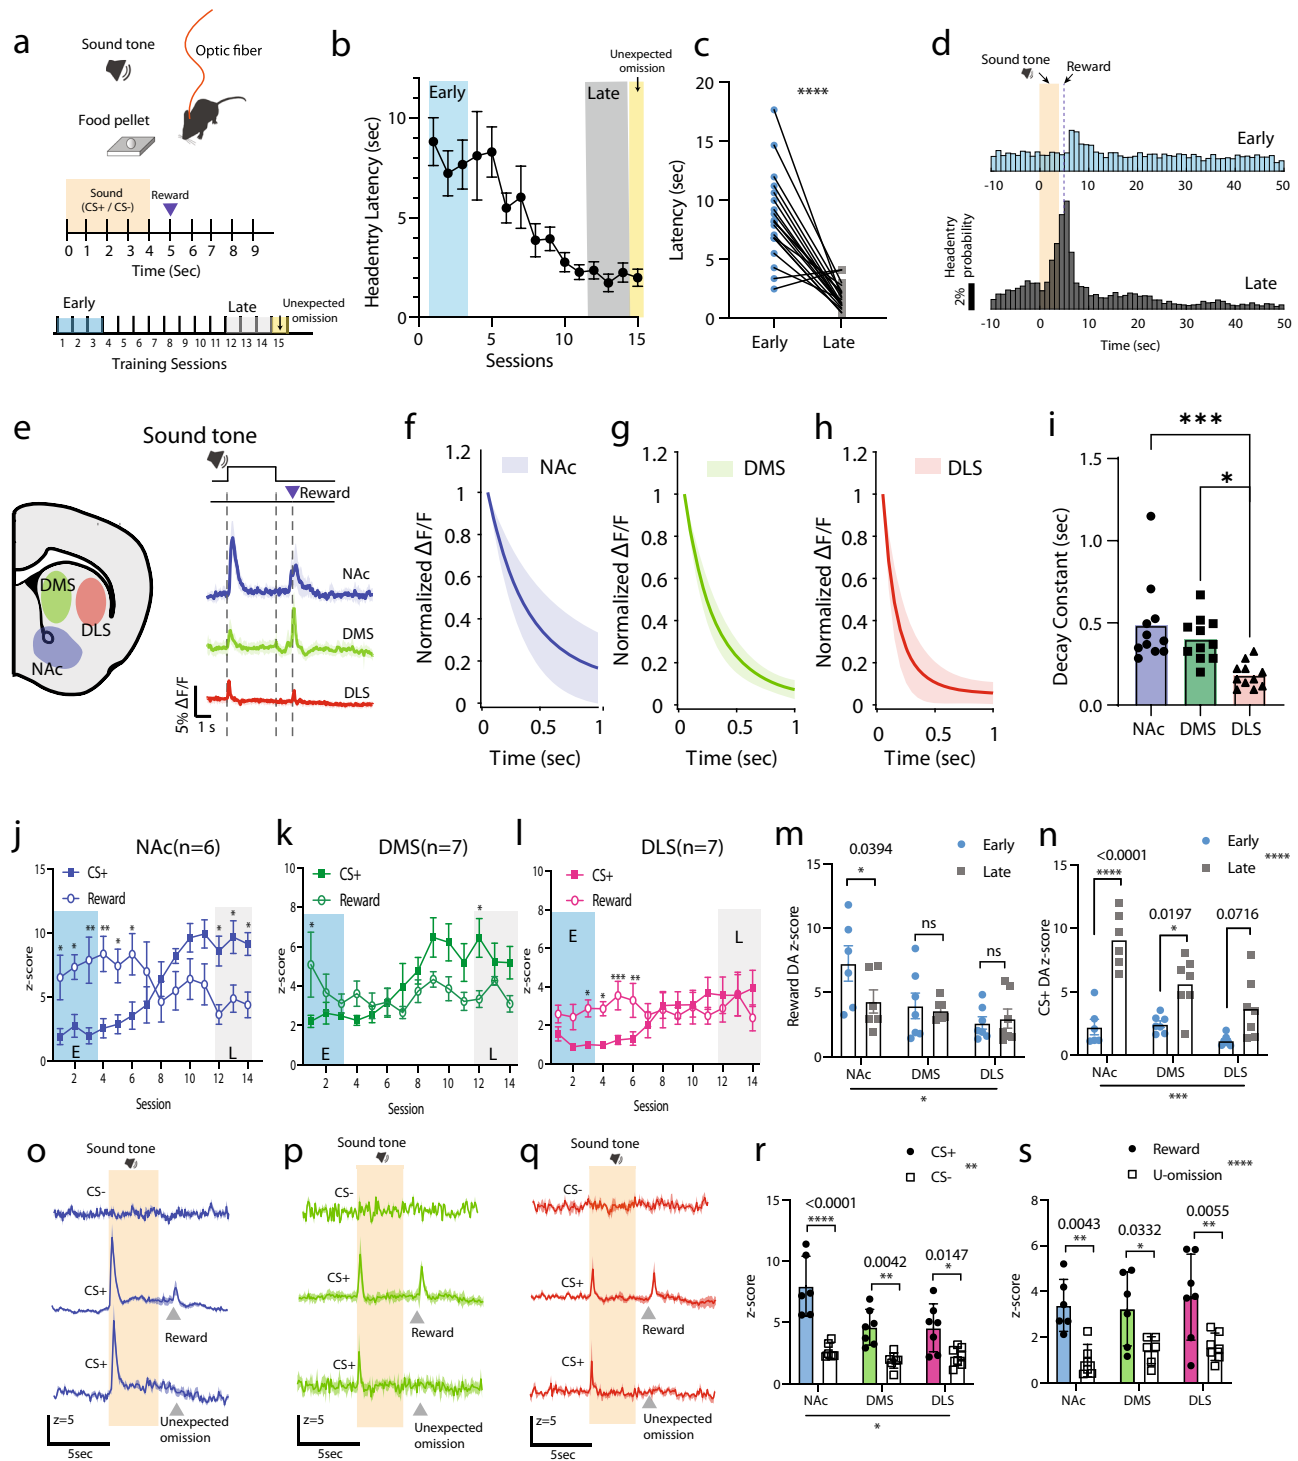 a
Sound tone
Optic fiber
Food pellet
Sound
(CS+ / CS-)
Reward
0 1 2 3 4 5 6 7 8 9
Time (Sec)
Early
Late
Unexpected
omission
1 2 3 4 5 6 7 8 9 10 11 12 13 14 15
Training Sessions
b
Unexpected
omission
Early
Late
Headentry Latency (sec)
10
5
0
0 5 10 15
Sessions
c
****
Latency (sec)
20
15
10
5
0
Early Late
d
Sound tone
Reward
Early
-10 0 10 20 30 40 50
Headentry
probability
2%
Late
-10 0 10 20 30 40 50
Time (sec)
e
Sound tone
Reward
DMS
DLS
NAc
NAc
DMS
DLS
5% ΔF/F
1 s
f
NAc
Normalized ΔF/F
1.2
1
0.8
0.6
0.4
0.2
0
0 0.5 1
Time (sec)
g
DMS
Normalized ΔF/F
1.2
1
0.8
0.6
0.4
0.2
0
0 0.5 1
Time (sec)
h
DLS
Normalized ΔF/F
1.2
1
0.8
0.6
0.4
0.2
0
0 0.5 1
Time (sec)
i
***
*
Decay Constant (sec)
1.5
1.0
0.5
0.0
NAc DMS DLS
j
NAc(n=6)
CS+
Reward
z-score
15
10
5
0
* * ** ** * * * * *
E
L
2 4 6 8 10 12 14
Session
k
DMS(n=7)
CS+
Reward
z-score
10
8
6
4
2
0
* *
E
L
2 4 6 8 10 12 14
Session
l
DLS(n=7)
CS+
Reward
z-score
10
8
6
4
2
0
* * *** **
E
L
2 4 6 8 10 12 14
Session
m
Early
Late
0.0394
*
ns
ns
Reward DA z-score
15
10
5
0
NAc DMS DLS
*
n
Early
Late
****
<0.0001
****
0.0197
*
0.0716
CS+ DA z-score
15
10
5
0
NAc DMS DLS
***
o
Sound tone
CS-
CS+
Reward
CS+
Unexpected
omission
z=5
5sec
p
Sound tone
CS-
CS+
Reward
CS+
Unexpected
omission
z=5
5sec
q
Sound tone
CS-
CS+
Reward
CS+
Unexpected
omission
z=5
5sec
r
CS+
CS-
**
<0.0001
****
0.0042
**
0.0147
*
z-score
10
5
0
NAc DMS DLS
*
s
Reward
U-omission
****
0.0043
**
0.0332
*
0.0055
**
z-score
8
6
4
2
0
NAc DMS DLS